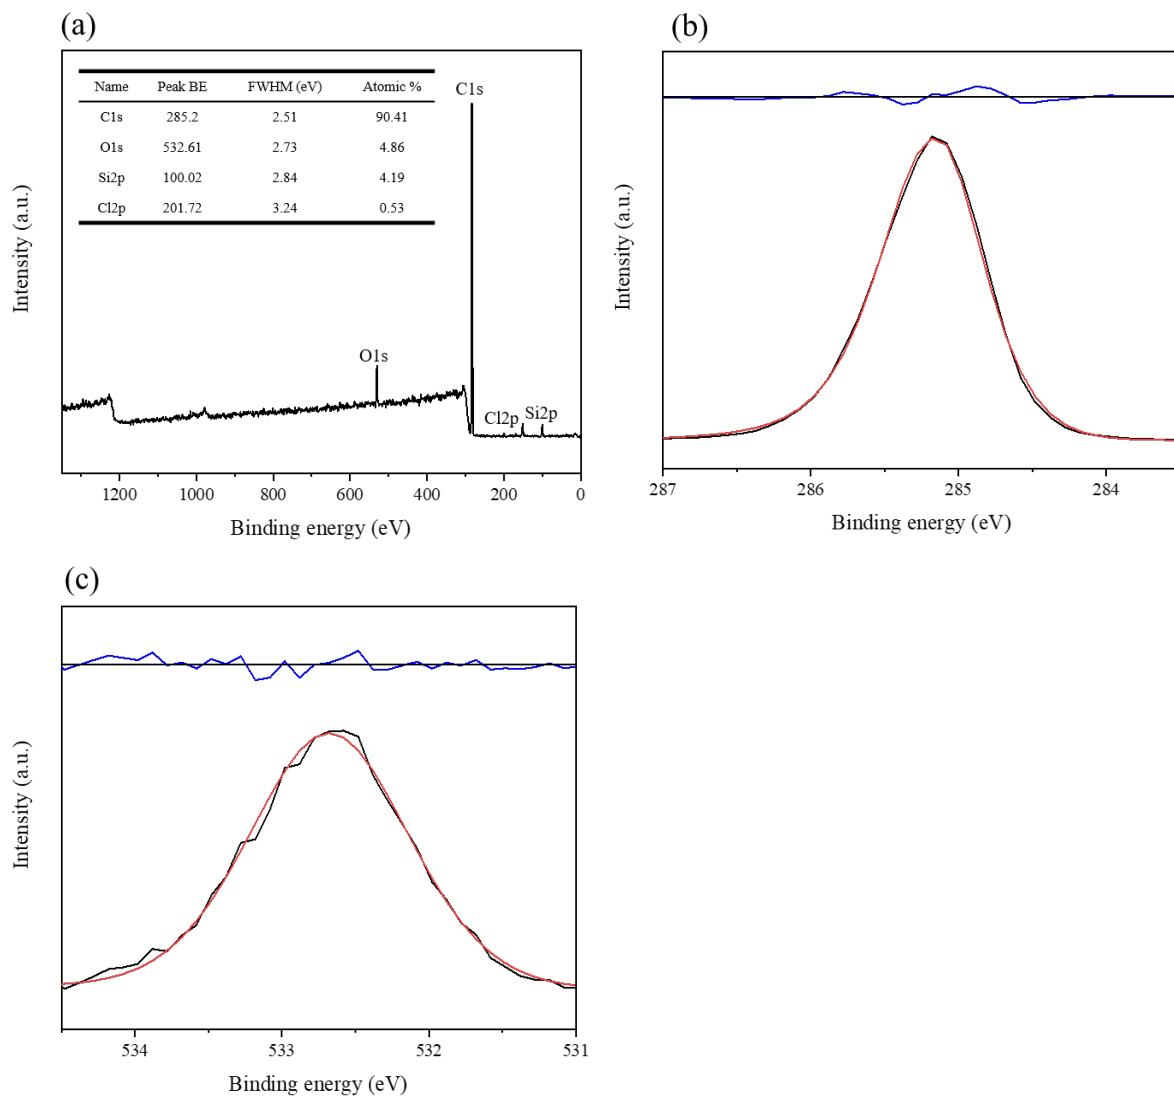 (a)
Name Peak BE FWHM (eV) Atomic %
C1s 285.2 2.51 90.41
O1s 532.61 2.73 4.86
Si2p 100.02 2.84 4.19
Cl2p 201.72 3.24 0.53
C1s
O1s
Cl2p
Si2p
Intensity (a.u.)
1200 1000 800 600 400 200 0
Binding energy (eV)
(b)
Intensity (a.u.)
287 286 285 284
Binding energy (eV)
(c)
Intensity (a.u.)
534 533 532 531
Binding energy (eV)